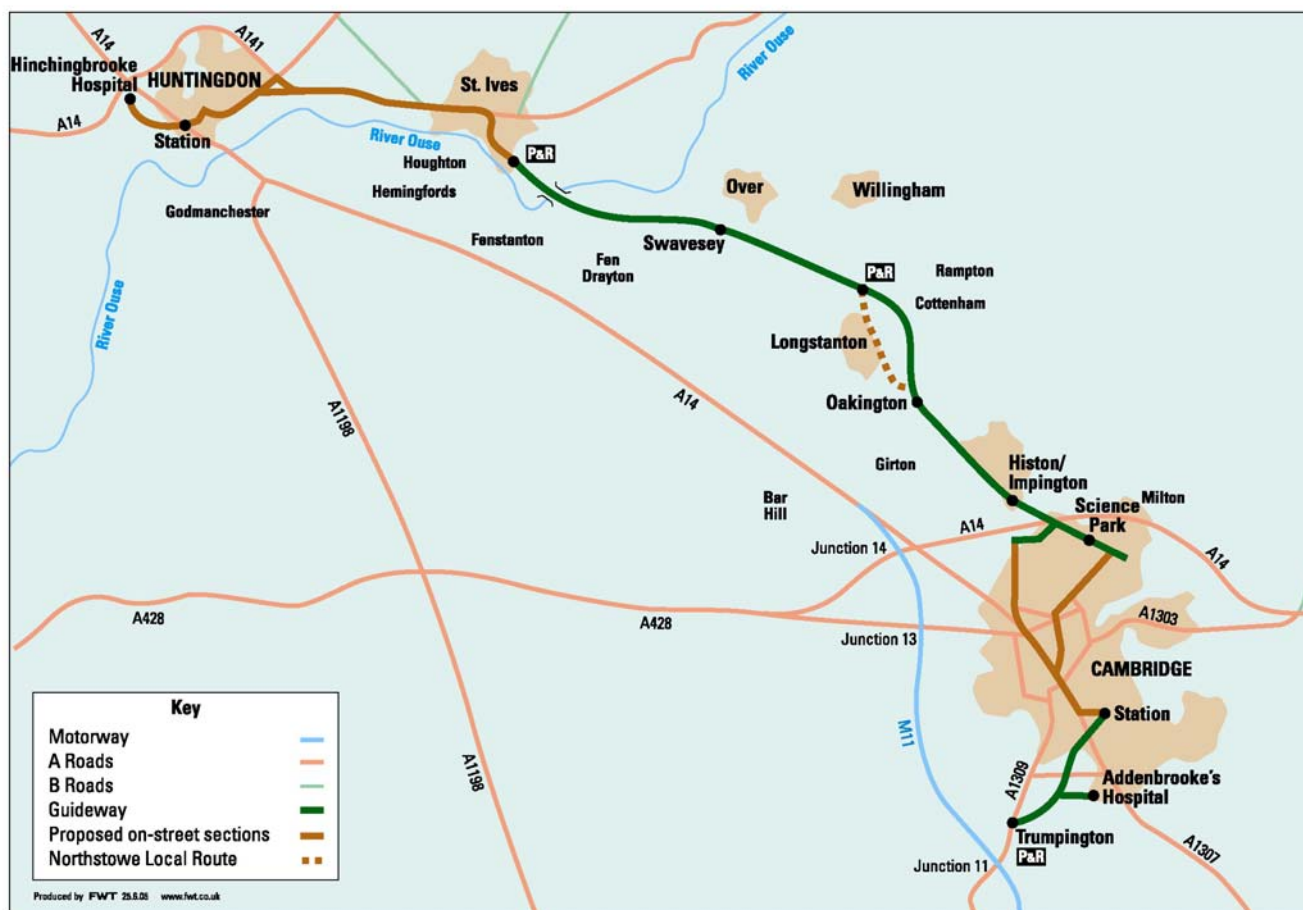 A14
A141
Hinchingbrooke
Hospital
HUNTINGDON
St. Ives
River Ouse
A14
Station
River Ouse
P&R
Houghton
Hemingfords
Over
Willingham
Godmanchester
Fenstanton
Swavesey
Fen
Drayton
P&R
Rampton
Cottenham
River Ouse
Longstanton
A14
Oakington
A1198
Girton
Histon/
Impington
Bar
Hill
Science
Park
Milton
A14
Junction 14
A14
A428
A428
Junction 13
A1303
CAMBRIDGE
Station
M11
A1198
A1309
Addenbrooke's
Hospital
Trumpington
P&R
Junction 11
A1307
Key
Motorway
A Roads
B Roads
Guideway
Proposed on-street sections
Northstowe Local Route
Produced by FWT 25.6.05 www.fwt.co.uk